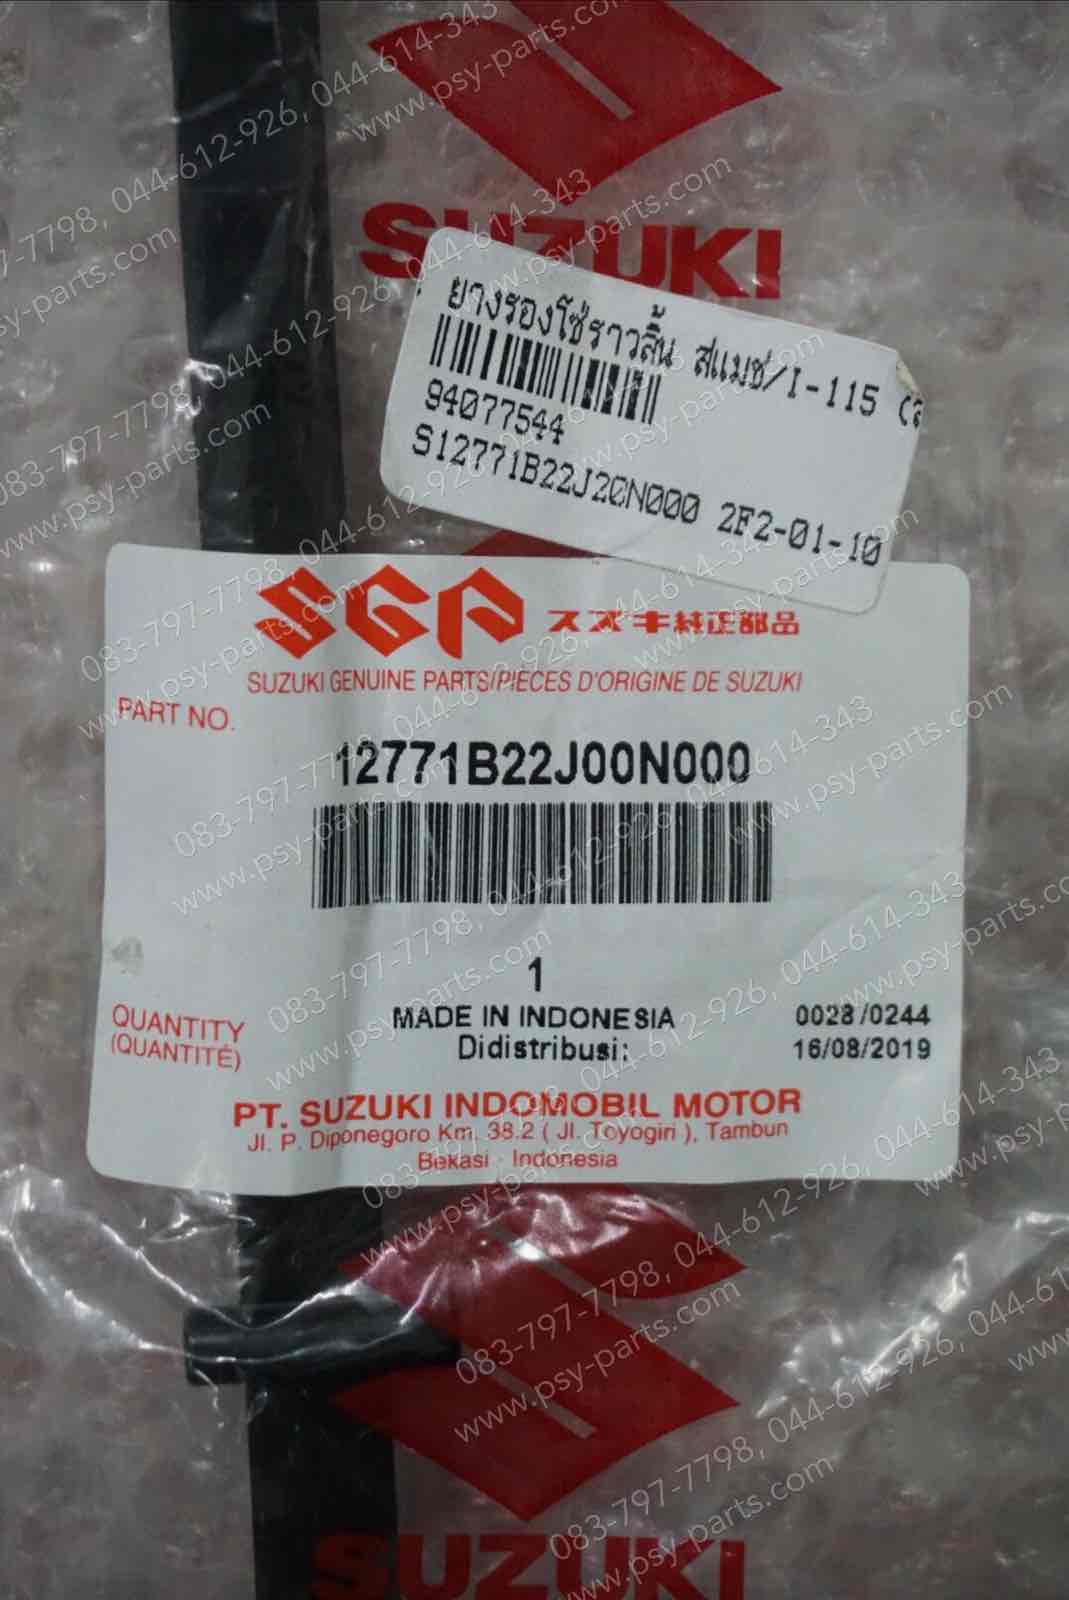 SUZUKI
ยางรองโซ่ราวลิ้น สแมช/I-115 (ส
94077544
S12771B22J20N000 2F2-01-10
SGP スズキ純正部品
SUZUKI GENUINE PARTS/PIÈCES D'ORIGINE DE SUZUKI
PART NO.
12771B22J00N000
1
QUANTITY
(QUANTITÉ)
MADE IN INDONESIA
Didistribusi:
0028/0244
16/08/2019
PT. SUZUKI INDOMOBIL MOTOR
Jl. P. Diponegoro Km. 38.2 ( Jl. Toyogiri ), Tambun
Bekasi - Indonesia
SUZUKI
083-797-7798, 044-612-926, 044-614-343
www.psy-parts.com